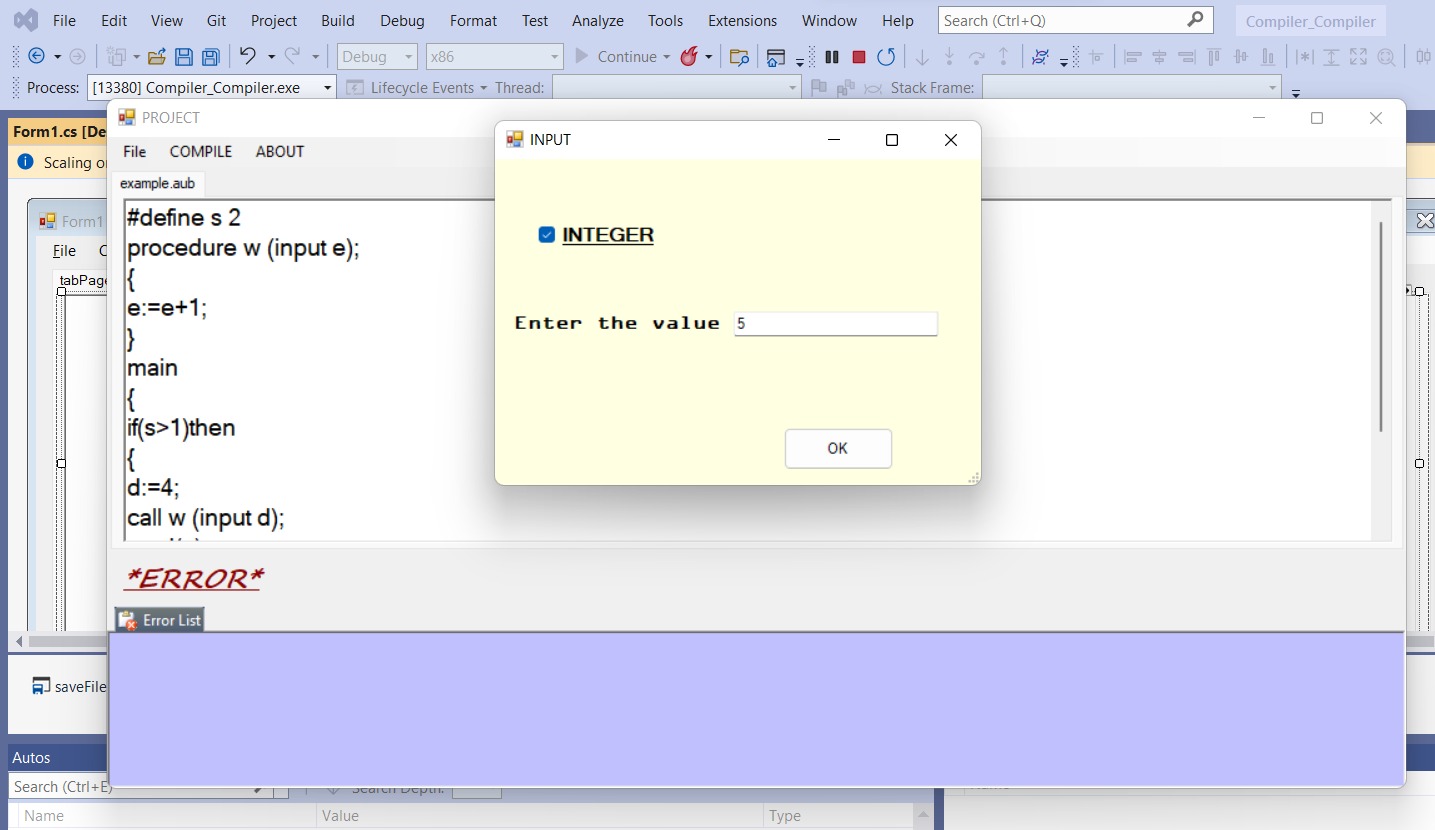 File Edit View Git Project Build Debug Format Test Analyze Tools Extensions Window Help Search (Ctrl+Q) Compiler_Compiler
Debug x86 Continue
Process: [13380] Compiler_Compiler.exe Lifecycle Events Thread: Stack Frame:
Form1.cs [De
PROJECT
Scaling o
File COMPILE ABOUT
example.aub
Form1
File C
tabPage
#define s 2
procedure w (input e);
{
e:=e+1;
}
main
{
if(s>1)then
{
d:=4;
call w (input d);
INPUT
INTEGER
Enter the value 5
OK
*ERROR*
Error List
saveFile
Autos
Search (Ctrl+E) Search Depth:
Name Value Type
Name